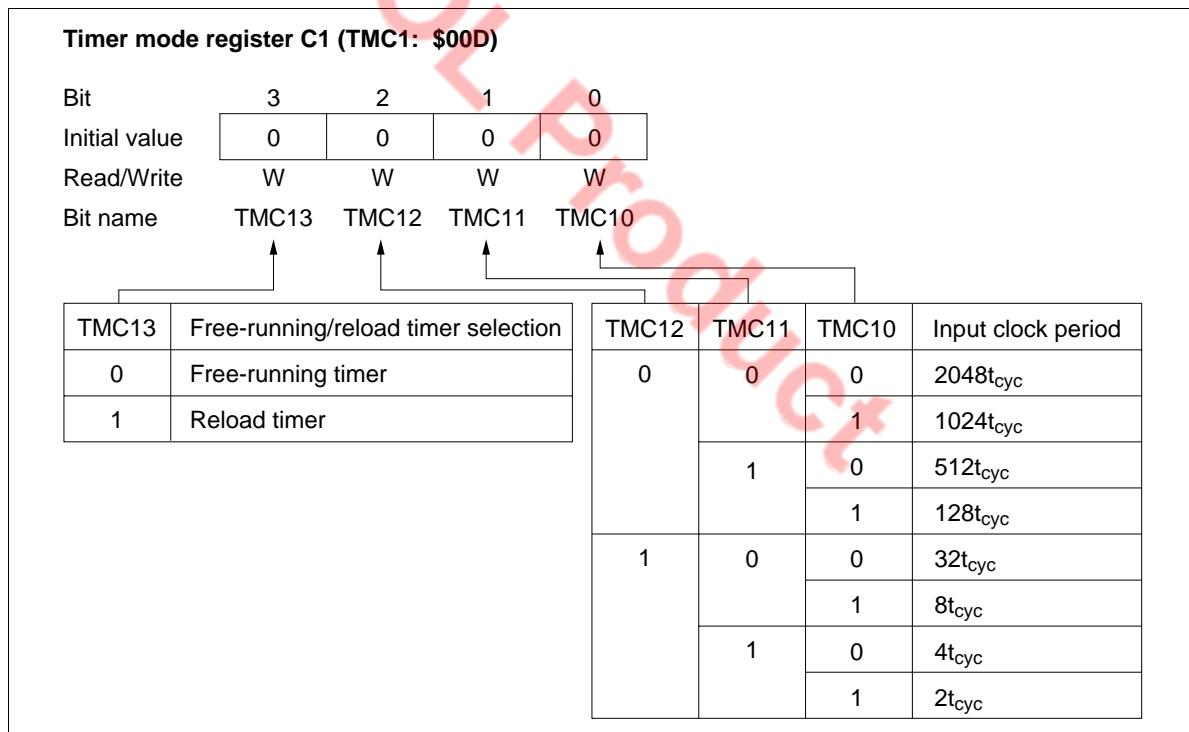 OL Product
Timer mode register C1 (TMC1: $00D)
Bit 3 2 1 0
Initial value 0 0 0 0
Read/Write W W W W
Bit name TMC13 TMC12 TMC11 TMC10
TMC13 Free-running/reload timer selection
0 Free-running timer
1 Reload timer
TMC12 TMC11 TMC10 Input clock period
0 0 0 2048tcyc
1 1024tcyc
1 0 512tcyc
1 128tcyc
1 0 0 32tcyc
1 8tcyc
1 0 4tcyc
1 2tcyc